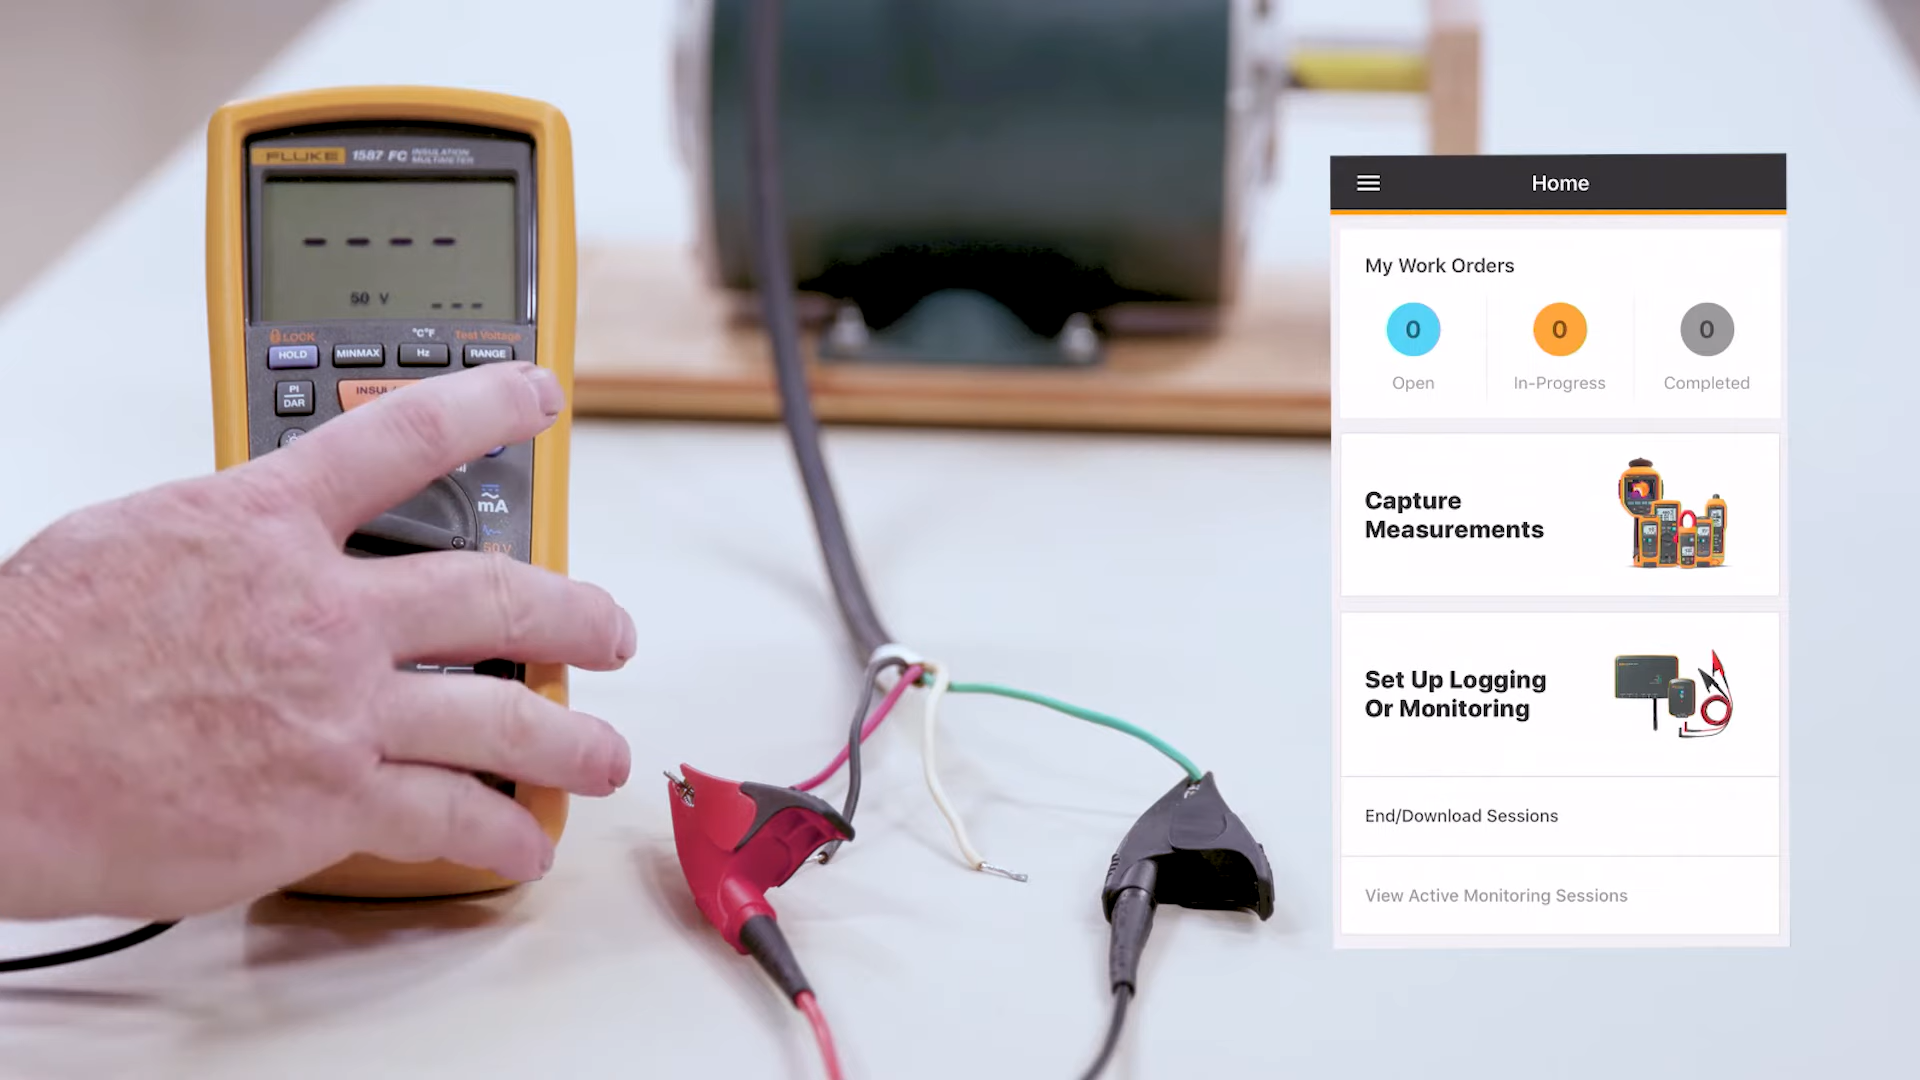 FLUKE 1587 FC INSULATION
MULTIMETER
- - - -
50 V - - -
LOCK °C°F Test Voltage
HOLD MINMAX Hz RANGE
PI
DAR
mA
50V
Home
My Work Orders
0 0 0
Open In-Progress Completed
Capture
Measurements
Set Up Logging
Or Monitoring
End/Download Sessions
View Active Monitoring Sessions